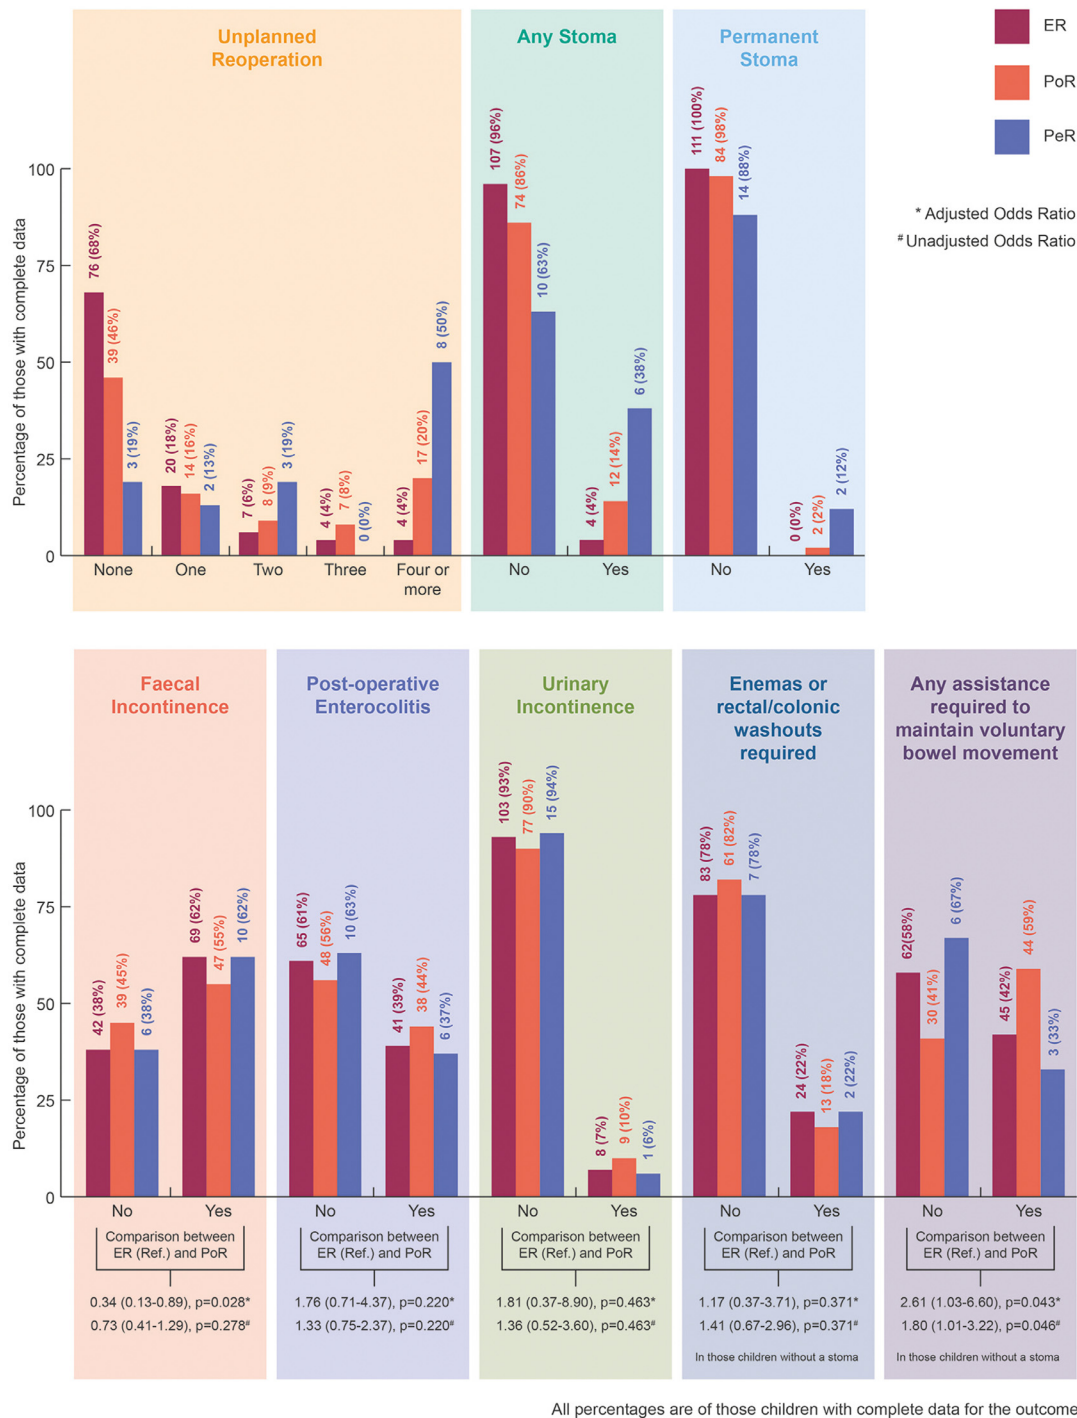 Unplanned
Reoperation
Any Stoma
Permanent
Stoma
ER
PoR
PeR
* Adjusted Odds Ratio
# Unadjusted Odds Ratio
Percentage of those with complete data
100
75
50
25
0
76 (68%)
39 (46%)
3 (19%)
20 (18%)
14 (16%)
2 (13%)
7 (6%)
8 (9%)
3 (19%)
4 (4%)
7 (8%)
0 (0%)
4 (4%)
17 (20%)
8 (50%)
107 (96%)
74 (86%)
10 (63%)
4 (4%)
12 (14%)
6 (38%)
111 (100%)
84 (98%)
14 (88%)
0 (0%)
2 (2%)
2 (12%)
None
One
Two
Three
Four or
more
No
Yes
No
Yes
Faecal
Incontinence
Post-operative
Enterocolitis
Urinary
Incontinence
Enemas or
rectal/colonic
washouts
required
Any assistance
required to
maintain voluntary
bowel movement
Percentage of those with complete data
100
75
50
25
0
42 (38%)
39 (45%)
6 (38%)
69 (62%)
47 (55%)
10 (62%)
65 (61%)
48 (56%)
10 (63%)
41 (39%)
38 (44%)
6 (37%)
103 (93%)
77 (90%)
15 (94%)
8 (7%)
9 (10%)
1 (6%)
83 (78%)
61 (82%)
7 (78%)
24 (22%)
13 (18%)
2 (22%)
62(58%)
30 (41%)
6 (67%)
45 (42%)
44 (59%)
3 (33%)
No
Yes
No
Yes
No
Yes
No
Yes
No
Yes
Comparison between
ER (Ref.) and PoR
0.34 (0.13-0.89), p=0.028*
0.73 (0.41-1.29), p=0.278#
Comparison between
ER (Ref.) and PoR
1.76 (0.71-4.37), p=0.220*
1.33 (0.75-2.37), p=0.220#
Comparison between
ER (Ref.) and PoR
1.81 (0.37-8.90), p=0.463*
1.36 (0.52-3.60), p=0.463#
Comparison between
ER (Ref.) and PoR
1.17 (0.37-3.71), p=0.371*
1.41 (0.67-2.96), p=0.371#
In those children without a stoma
Comparison between
ER (Ref.) and PoR
2.61 (1.03-6.60), p=0.043*
1.80 (1.01-3.22), p=0.046#
In those children without a stoma
All percentages are of those children with complete data for the outcome